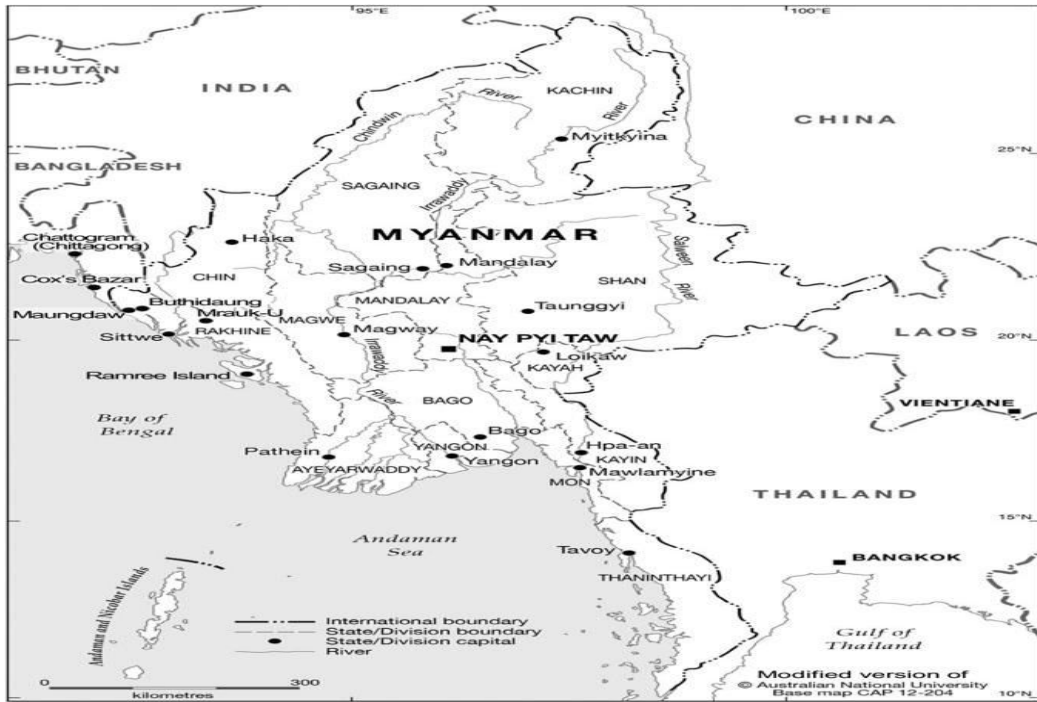 95°E
100°E
BHUTAN
INDIA
KACHIN
River
River
Chindwin
Myitkyina
CHINA
BANGLADESH
25°N
SAGAING
Irrawaddy
MYANMAR
Chattogram
(Chittagong)
Haka
Sagaing
Mandalay
CHIN
SHAN
Salween
River
Cox's Bazar
MANDALAY
Buthidaung
Taunggyi
Maungdaw
Mrauk-U
MAGWE
RAKHINE
Magway
LAOS
Sittwe
NAY PYI TAW
20°N
Irrawaddy
Loikaw
KAYAH
Ramree Island
River
BAGO
VIENTIANE
Bay of
Bengal
Bago
Hpa-an
Pathein
YANGON
KAYIN
AYEYARWADDY
Yangon
Mawlamyine
MON
THAILAND
15°N
Andaman
Sea
Tavoy
BANGKOK
THANINTHAYI
Andaman and Nicobar Islands
International boundary
State/Division boundary
State/Division capital
River
Gulf of
Thailand
0
300
kilometres
Modified version of
© Australian National University
Base map CAP 12-204
10°N